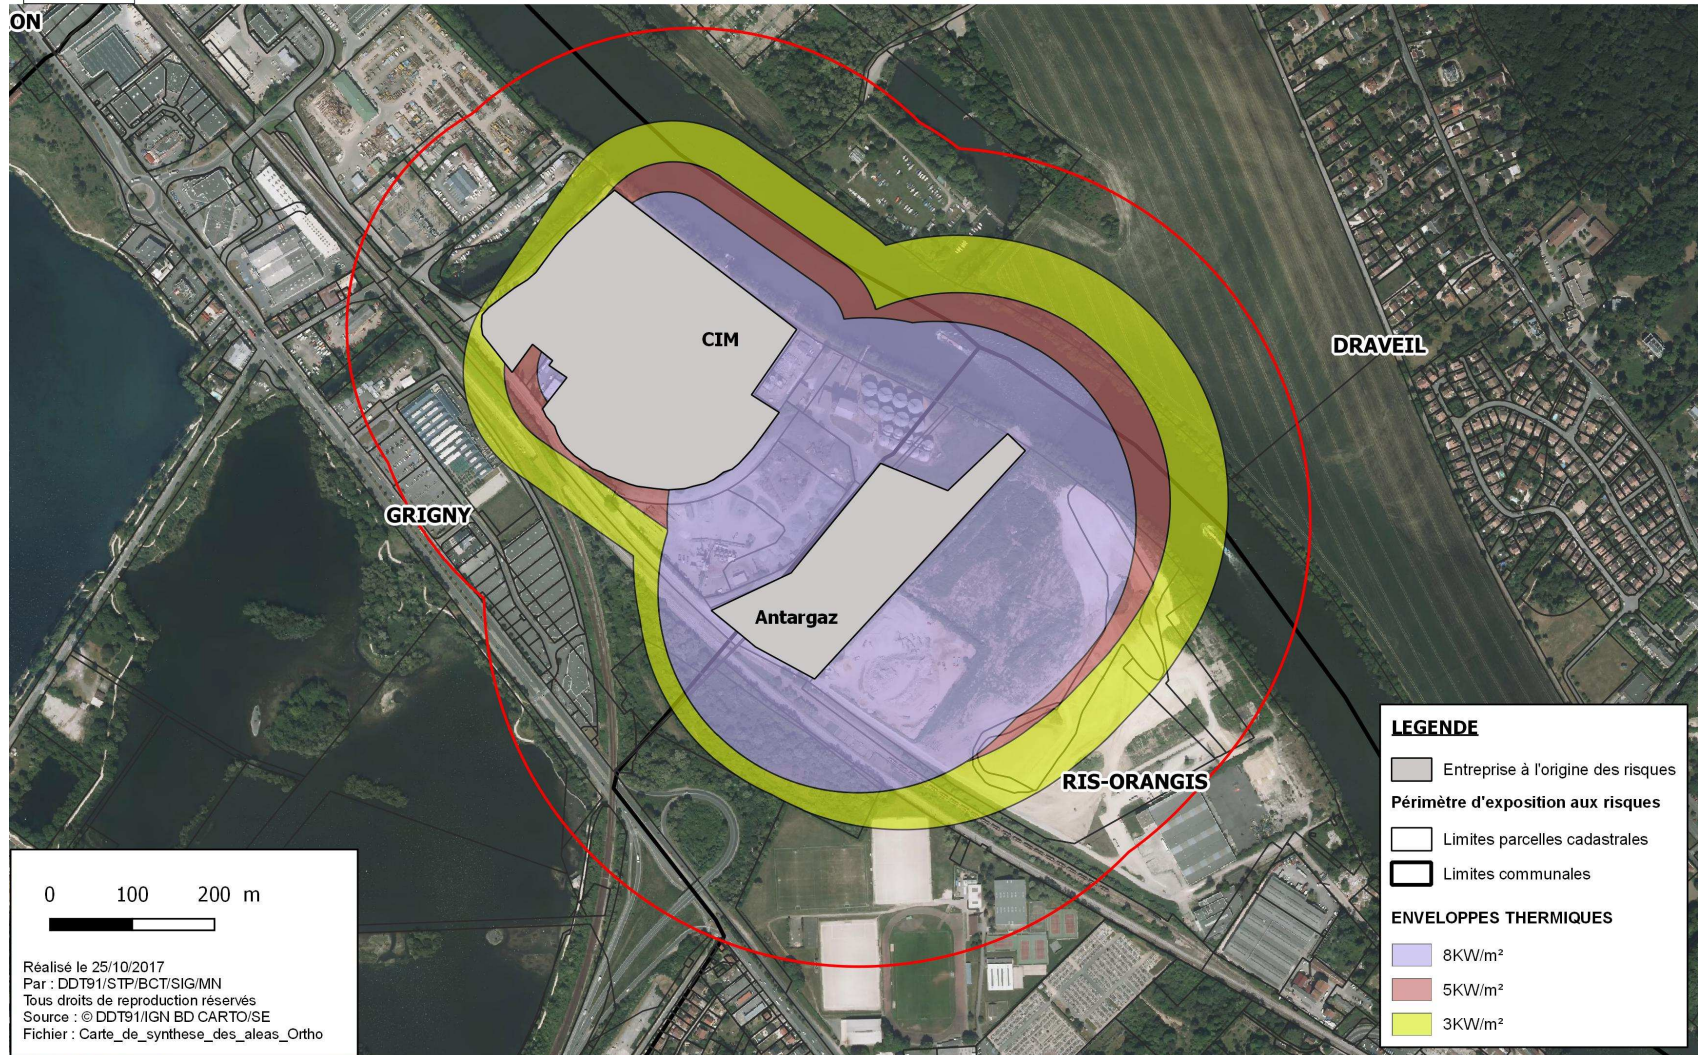 ON
CIM
DRAVEIL
GRIGNY
Antargaz
RIS-ORANGIS
LEGENDE
Entreprise à l'origine des risques
Périmètre d'exposition aux risques
Limites parcelles cadastrales
Limites communales
ENVELOPPES THERMIQUES
8KW/m²
5KW/m²
3KW/m²
0 100 200 m
Réalisé le 25/10/2017
Par : DDT91/STP/BCT/SIG/MN
Tous droits de reproduction réservés
Source : © DDT91/IGN BD CARTO/SE
Fichier : Carte_de_synthese_des_aleas_Ortho